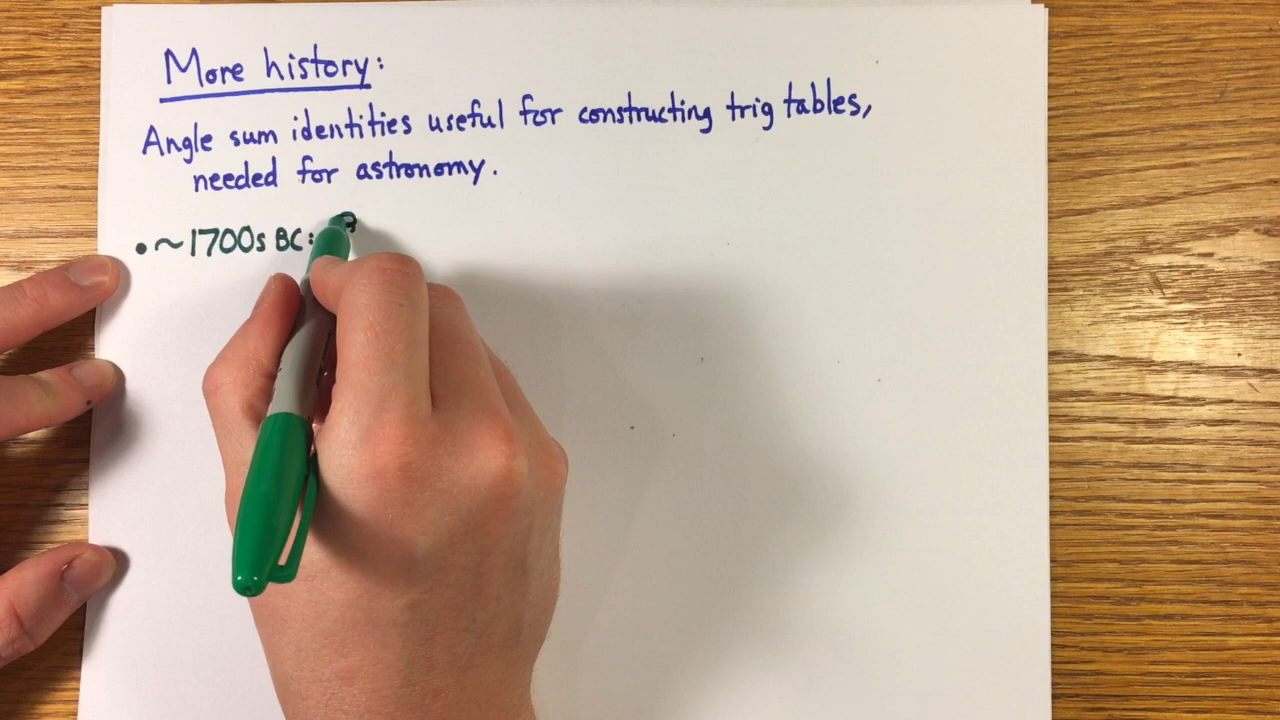 More history:
Angle sum identities useful for constructing trig tables,
needed for astronomy.
• ~1700s BC: